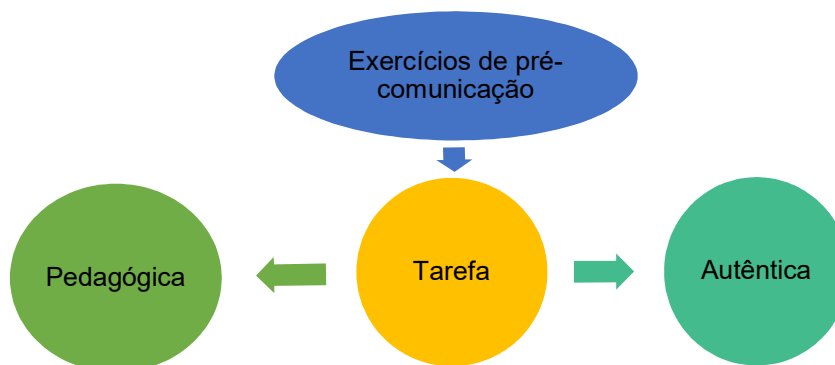 Exercícios de pré-
comunicação
Pedagógica
Tarefa
Autêntica